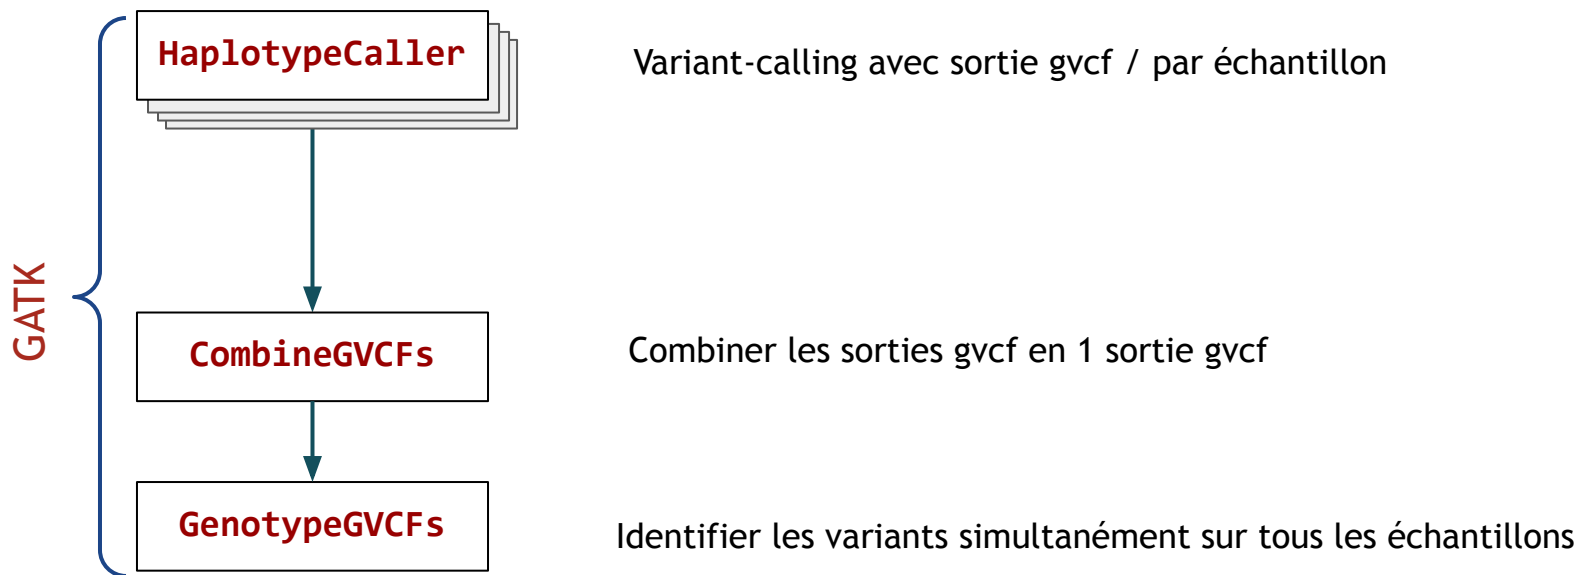 HaplotypeCaller
Variant-calling avec sortie gvcf / par échantillon
GATK
CombineGVCFs
Combiner les sorties gvcf en 1 sortie gvcf
GenotypeGVCFs
Identifier les variants simultanément sur tous les échantillons